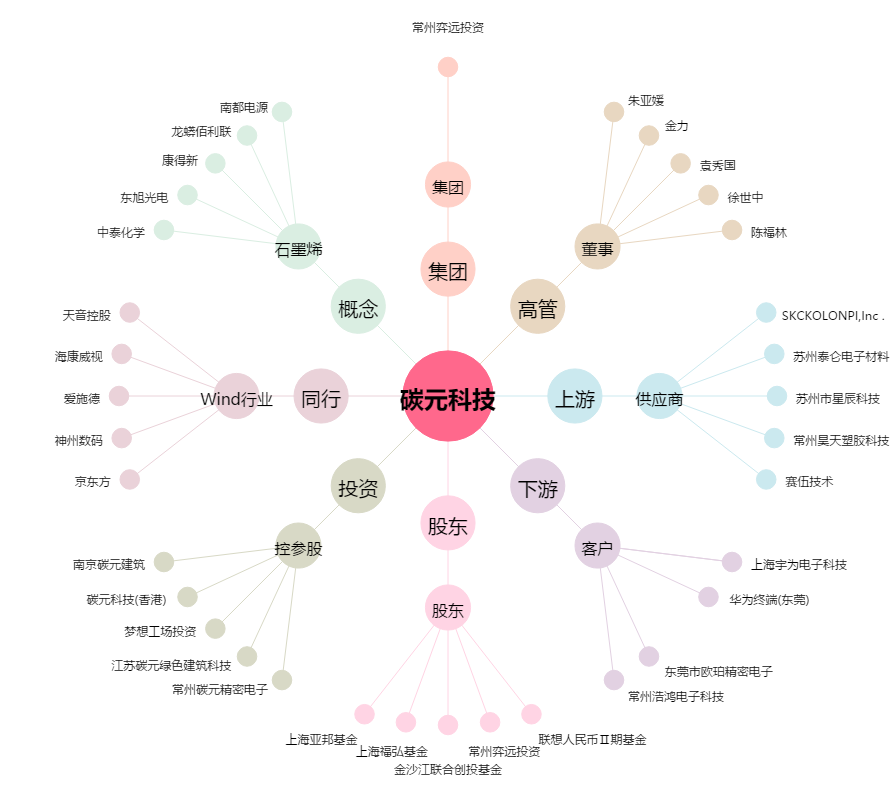 常州弈远投资
集团
集团
南都电源
龙蟒佰利联
康得新
东旭光电
中泰化学
石墨烯
概念
朱亚媛
金力
袁秀国
徐世中
陈福林
董事
高管
天音控股
海康威视
爱施德
神州数码
京东方
Wind行业
同行
碳元科技
上游
供应商
SKCKOLONPI,Inc .
苏州泰仑电子材料
苏州市星辰科技
常州昊天塑胶科技
赛伍技术
投资
控参股
南京碳元建筑
碳元科技(香港)
梦想工场投资
江苏碳元绿色建筑科技
常州碳元精密电子
股东
股东
上海亚邦基金
上海福弘基金
金沙江联合创投基金
常州弈远投资
联想人民币Ⅱ期基金
下游
客户
上海宇为电子科技
华为终端(东莞)
东莞市欧珀精密电子
常州浩鸿电子科技